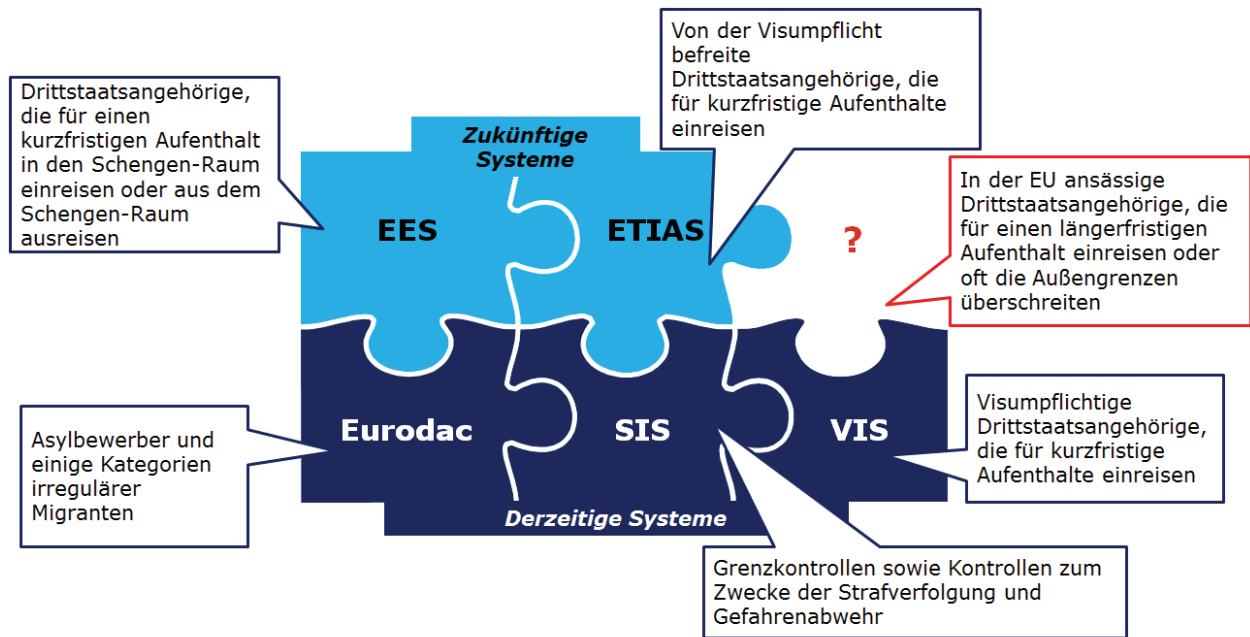 Von der Visumpflicht
befreite
Drittstaatsangehörige, die
für kurzfristige Aufenthalte
einreisen
Drittstaatsangehörige,
die für einen
kurzfristigen Aufenthalt
in den Schengen-Raum
einreisen oder aus dem
Schengen-Raum
ausreisen
Zukünftige
Systeme
EES
ETIAS
?
In der EU ansässige
Drittstaatsangehörige, die
für einen längerfristigen
Aufenthalt einreisen oder
oft die Außengrenzen
überschreiten
Asylbewerber und
einige Kategorien
irregulärer
Migranten
Eurodac
SIS
VIS
Visumpflichtige
Drittstaatsangehörige,
die für kurzfristige
Aufenthalte einreisen
Derzeitige Systeme
Grenzkontrollen sowie Kontrollen zum
Zwecke der Strafverfolgung und
Gefahrenabwehr